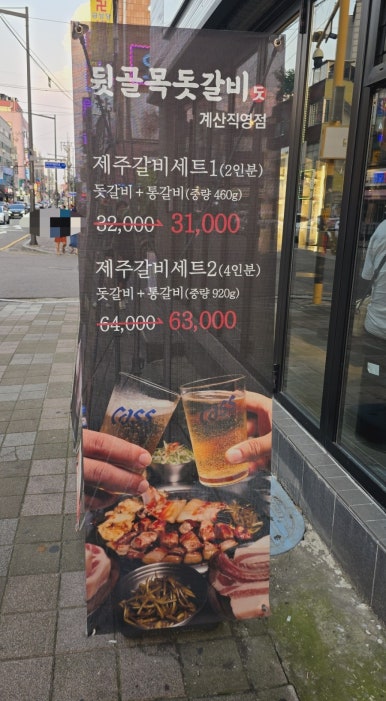 뒷골목돗갈비 돗
계산직영점
제주갈비세트1(2인분)
돗갈비+통갈비(중량 460g)
32,000 31,000
제주갈비세트2(4인분)
돗갈비+통갈비(중량 920g)
64,000 63,000
cass